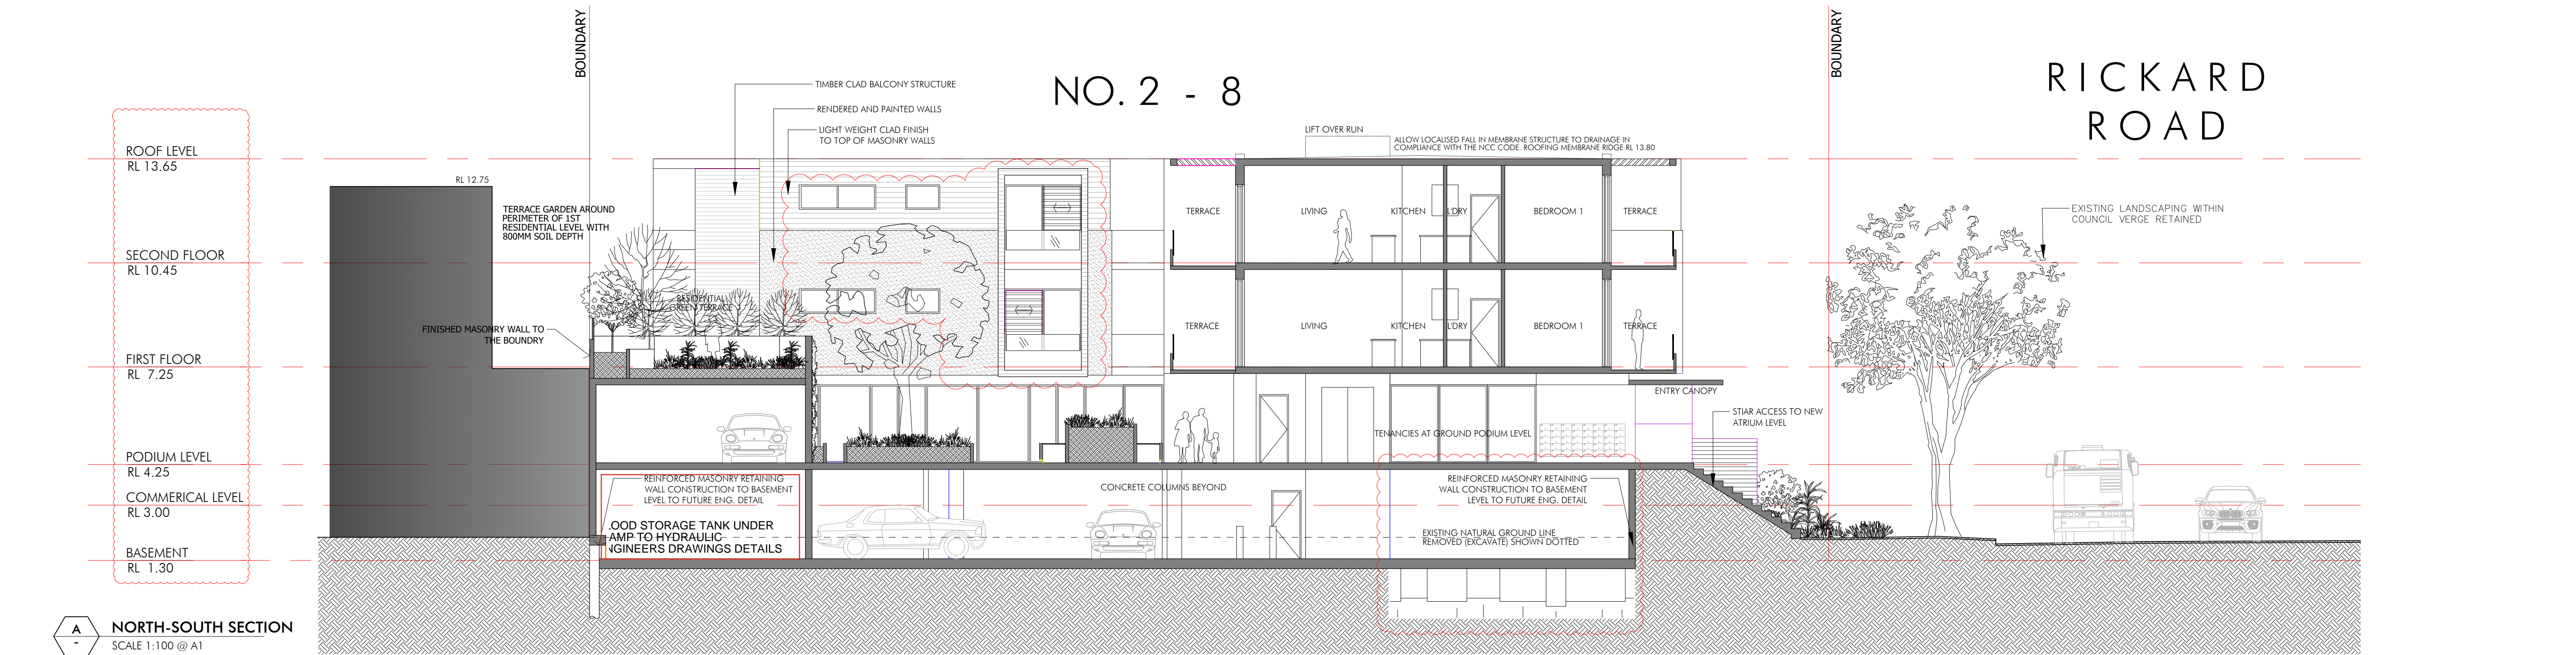 BOUNDARY
BOUNDARY
NO. 2 - 8
RICKARD
ROAD
TIMBER CLAD BALCONY STRUCTURE
RENDERED AND PAINTED WALLS
LIGHT WEIGHT CLAD FINISH
TO TOP OF MASONRY WALLS
LIFT OVER RUN
ALLOW LOCALISED FALL IN MEMBRANE STRUCTURE TO DRAINAGE IN
COMPLIANCE WITH THE NCC CODE. ROOFING MEMBRANE RIDGE RL 13.80
ROOF LEVEL
RL 13.65
RL 12.75
TERRACE GARDEN AROUND
PERIMETER OF 1ST
RESIDENTIAL LEVEL WITH
800MM SOIL DEPTH
TERRACE
LIVING
KITCHEN
L'DRY
BEDROOM 1
TERRACE
EXISTING LANDSCAPING WITHIN
COUNCIL VERGE RETAINED
SECOND FLOOR
RL 10.45
RESIDENTIAL
GREEN TERRACE
FINISHED MASONRY WALL TO
THE BOUNDRY
TERRACE
LIVING
KITCHEN
L'DRY
BEDROOM 1
TERRACE
FIRST FLOOR
RL 7.25
ENTRY CANOPY
STIAR ACCESS TO NEW
ATRIUM LEVEL
TENANCIES AT GROUND PODIUM LEVEL
PODIUM LEVEL
RL 4.25
REINFORCED MASONRY RETAINING
WALL CONSTRUCTION TO BASEMENT
LEVEL TO FUTURE ENG. DETAIL
CONCRETE COLUMNS BEYOND
REINFORCED MASONRY RETAINING
WALL CONSTRUCTION TO BASEMENT
LEVEL TO FUTURE ENG. DETAIL
COMMERICAL LEVEL
RL 3.00
OOD STORAGE TANK UNDER
AMP TO HYDRAULIC
NGINEERS DRAWINGS DETAILS
EXISTING NATURAL GROUND LINE
REMOVED (EXCAVATE) SHOWN DOTTED
BASEMENT
RL 1.30
A
-
NORTH-SOUTH SECTION
SCALE 1:100 @ A1